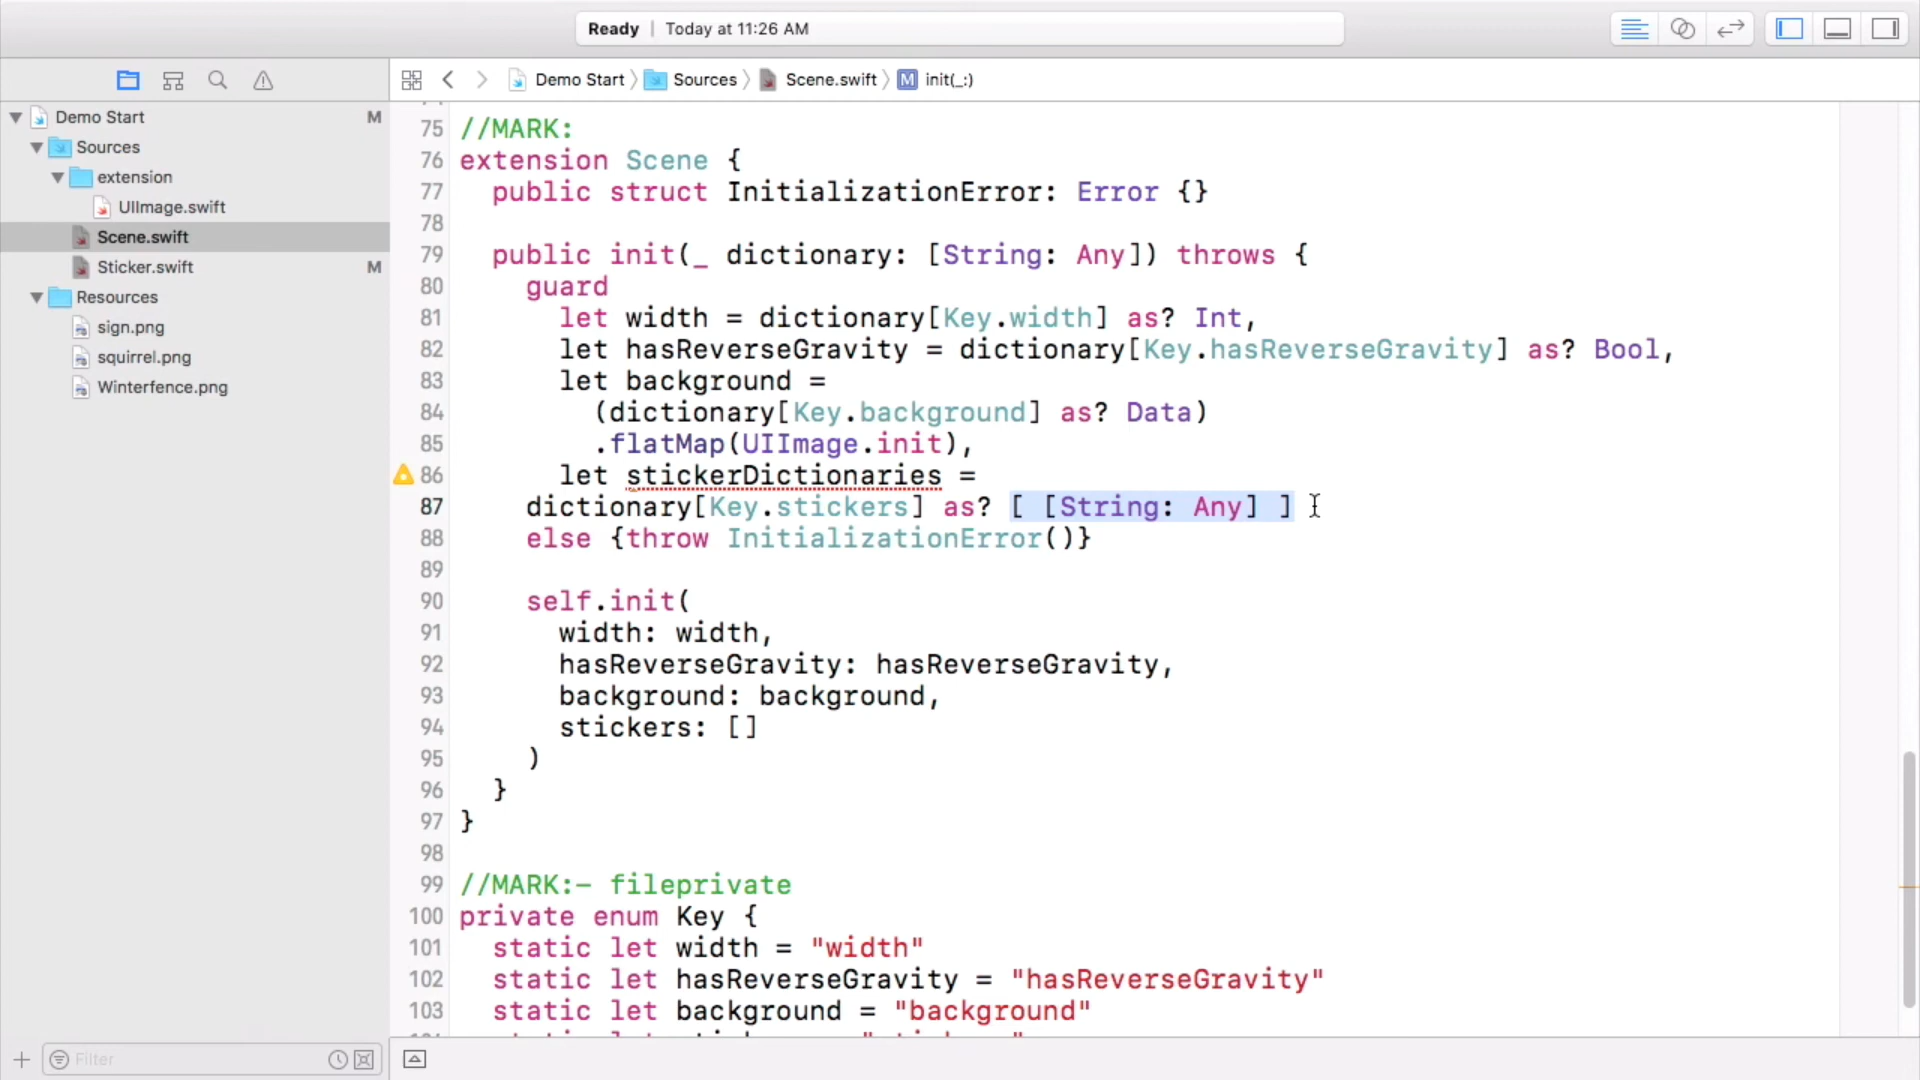 Ready | Today at 11:26 AM
Demo Start > Sources > Scene.swift > M init(_:)
Demo Start M
Sources
extension
UIImage.swift
Scene.swift
Sticker.swift M
Resources
sign.png
squirrel.png
Winterfence.png
75 //MARK:
76 extension Scene {
77 public struct InitializationError: Error {}
78
79 public init(_ dictionary: [String: Any]) throws {
80 guard
81 let width = dictionary[Key.width] as? Int,
82 let hasReverseGravity = dictionary[Key.hasReverseGravity] as? Bool,
83 let background =
84 (dictionary[Key.background] as? Data)
85 .flatMap(UIImage.init),
86 let stickerDictionaries =
87 dictionary[Key.stickers] as? [ [String: Any] ]
88 else {throw InitializationError()}
89
90 self.init(
91 width: width,
92 hasReverseGravity: hasReverseGravity,
93 background: background,
94 stickers: []
95 )
96 }
97 }
98
99 //MARK:- fileprivate
100 private enum Key {
101 static let width = "width"
102 static let hasReverseGravity = "hasReverseGravity"
103 static let background = "background"
Filter